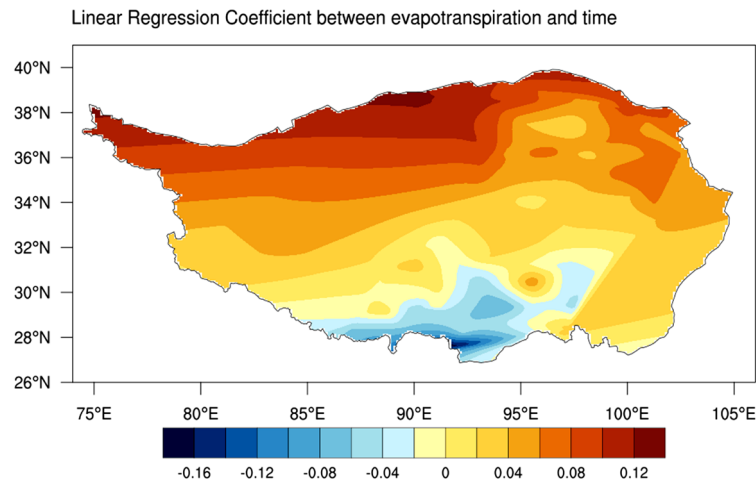 Linear Regression Coefficient between evapotranspiration and time
40°N
38°N
36°N
34°N
32°N
30°N
28°N
26°N
75°E 80°E 85°E 90°E 95°E 100°E 105°E
-0.16 -0.12 -0.08 -0.04 0 0.04 0.08 0.12